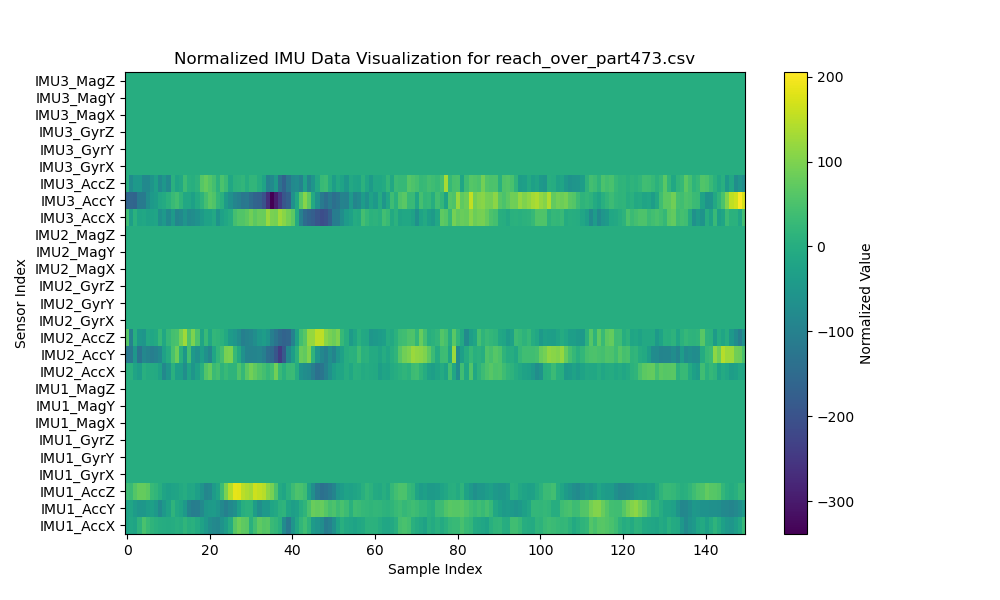 Normalized IMU Data Visualization for reach_over_part473.csv
IMU3_MagZ
IMU3_MagY
IMU3_MagX
IMU3_GyrZ
IMU3_GyrY
IMU3_GyrX
IMU3_AccZ
IMU3_AccY
IMU3_AccX
IMU2_MagZ
IMU2_MagY
IMU2_MagX
IMU2_GyrZ
IMU2_GyrY
IMU2_GyrX
IMU2_AccZ
IMU2_AccY
IMU2_AccX
IMU1_MagZ
IMU1_MagY
IMU1_MagX
IMU1_GyrZ
IMU1_GyrY
IMU1_GyrX
IMU1_AccZ
IMU1_AccY
IMU1_AccX
Sensor Index
0 20 40 60 80 100 120 140
Sample Index
200
100
0
−100
−200
−300
Normalized Value